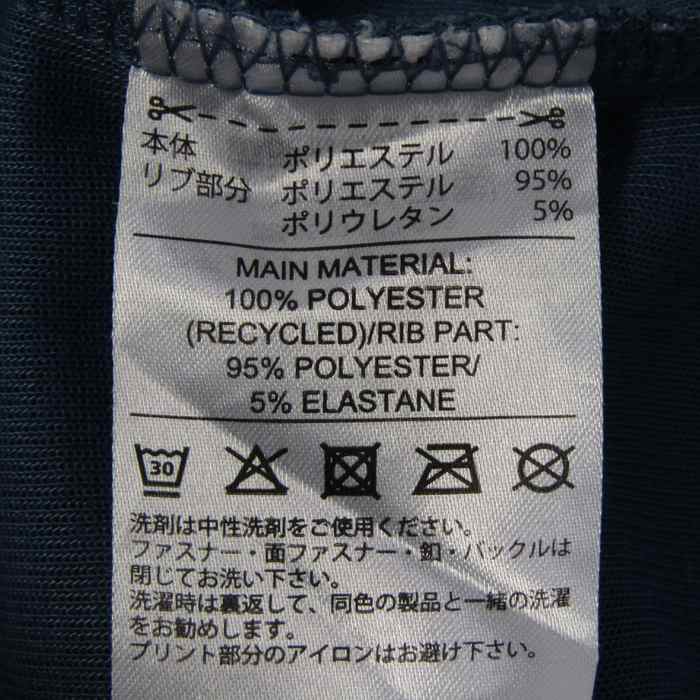 本体 ポリエステル 100%
リブ部分 ポリエステル 95%
ポリウレタン 5%
MAIN MATERIAL:
100% POLYESTER
(RECYCLED)/RIB PART:
95% POLYESTER/
5% ELASTANE
30
洗剤は中性洗剤をご使用ください。
ファスナー・面ファスナー・釦・バックルは
閉じてお洗い下さい。
洗濯時は裏返して、同色の製品と一緒の洗濯
をお勧めします。
プリント部分のアイロンはお避け下さい。